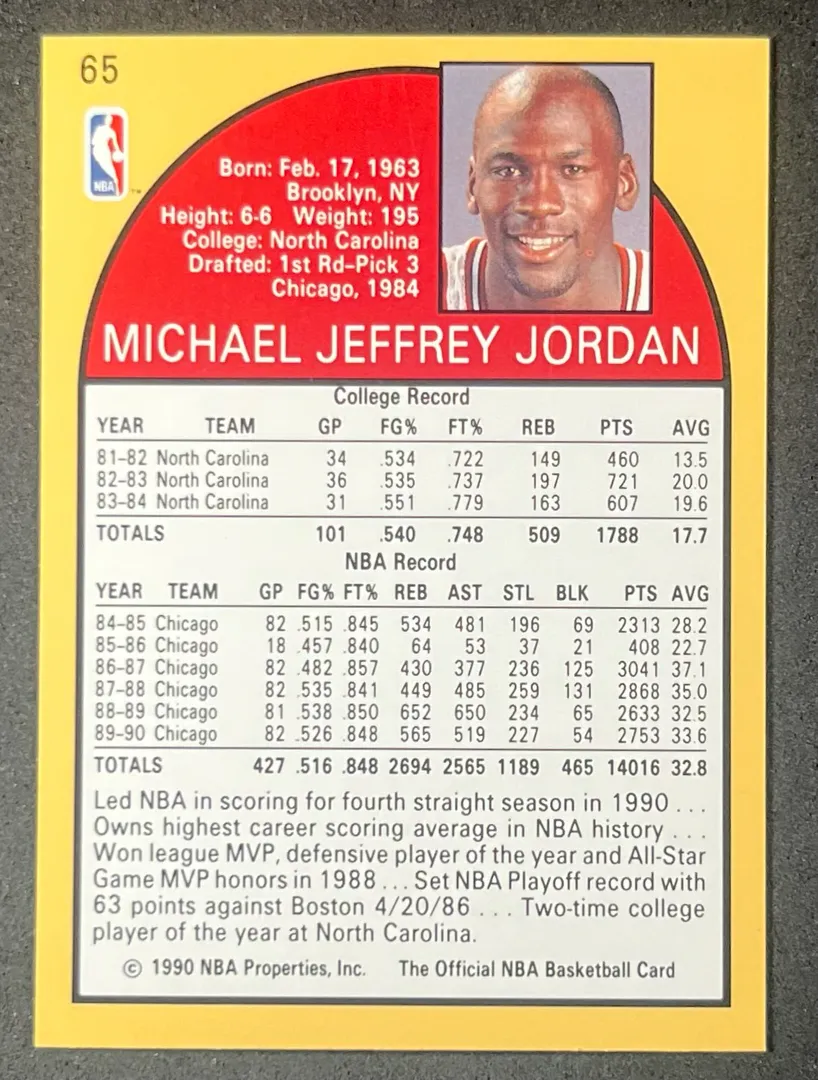 65
NBA
TM
Born: Feb. 17, 1963
Brooklyn, NY
Height: 6-6 Weight: 195
College: North Carolina
Drafted: 1st Rd–Pick 3
Chicago, 1984
MICHAEL JEFFREY JORDAN
College Record
YEAR TEAM GP FG% FT% REB PTS AVG
81–82 North Carolina 34 .534 .722 149 460 13.5
82–83 North Carolina 36 .535 .737 197 721 20.0
83–84 North Carolina 31 .551 .779 163 607 19.6
TOTALS 101 .540 .748 509 1788 17.7
NBA Record
YEAR TEAM GP FG% FT% REB AST STL BLK PTS AVG
84–85 Chicago 82 .515 .845 534 481 196 69 2313 28.2
85–86 Chicago 18 .457 .840 64 53 37 21 408 22.7
86–87 Chicago 82 .482 .857 430 377 236 125 3041 37.1
87–88 Chicago 82 .535 .841 449 485 259 131 2868 35.0
88–89 Chicago 81 .538 .850 652 650 234 65 2633 32.5
89–90 Chicago 82 .526 .848 565 519 227 54 2753 33.6
TOTALS 427 .516 .848 2694 2565 1189 465 14016 32.8
Led NBA in scoring for fourth straight season in 1990 . . .
Owns highest career scoring average in NBA history . . .
Won league MVP, defensive player of the year and All-Star
Game MVP honors in 1988 . . . Set NBA Playoff record with
63 points against Boston 4/20/86 . . . Two-time college
player of the year at North Carolina.
© 1990 NBA Properties, Inc. The Official NBA Basketball Card